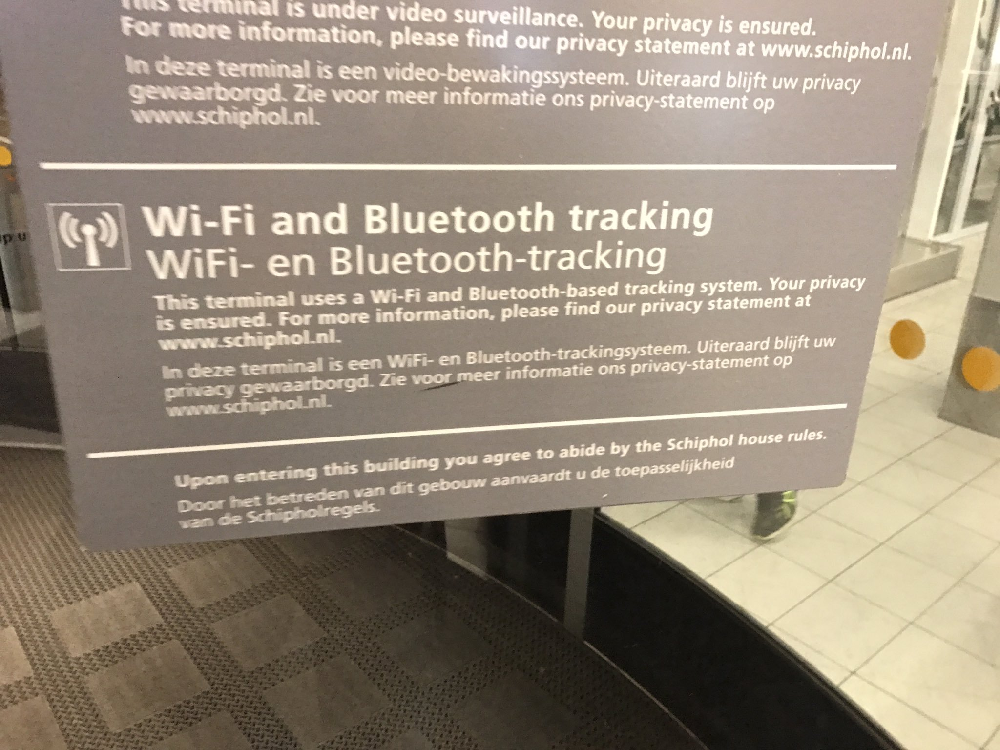 This terminal is under video surveillance. Your privacy is ensured.
For more information, please find our privacy statement at www.schiphol.nl.
In deze terminal is een video-bewakingssysteem. Uiteraard blijft uw privacy
gewaarborgd. Zie voor meer informatie ons privacy-statement op
www.schiphol.nl.
Wi-Fi and Bluetooth tracking
WiFi- en Bluetooth-tracking
This terminal uses a Wi-Fi and Bluetooth-based tracking system. Your privacy
is ensured. For more information, please find our privacy statement at
www.schiphol.nl.
In deze terminal is een WiFi- en Bluetooth-trackingsysteem. Uiteraard blijft uw
privacy gewaarborgd. Zie voor meer informatie ons privacy-statement op
www.schiphol.nl.
Upon entering this building you agree to abide by the Schiphol house rules.
Door het betreden van dit gebouw aanvaardt u de toepasselijkheid
van de Schipholregels.